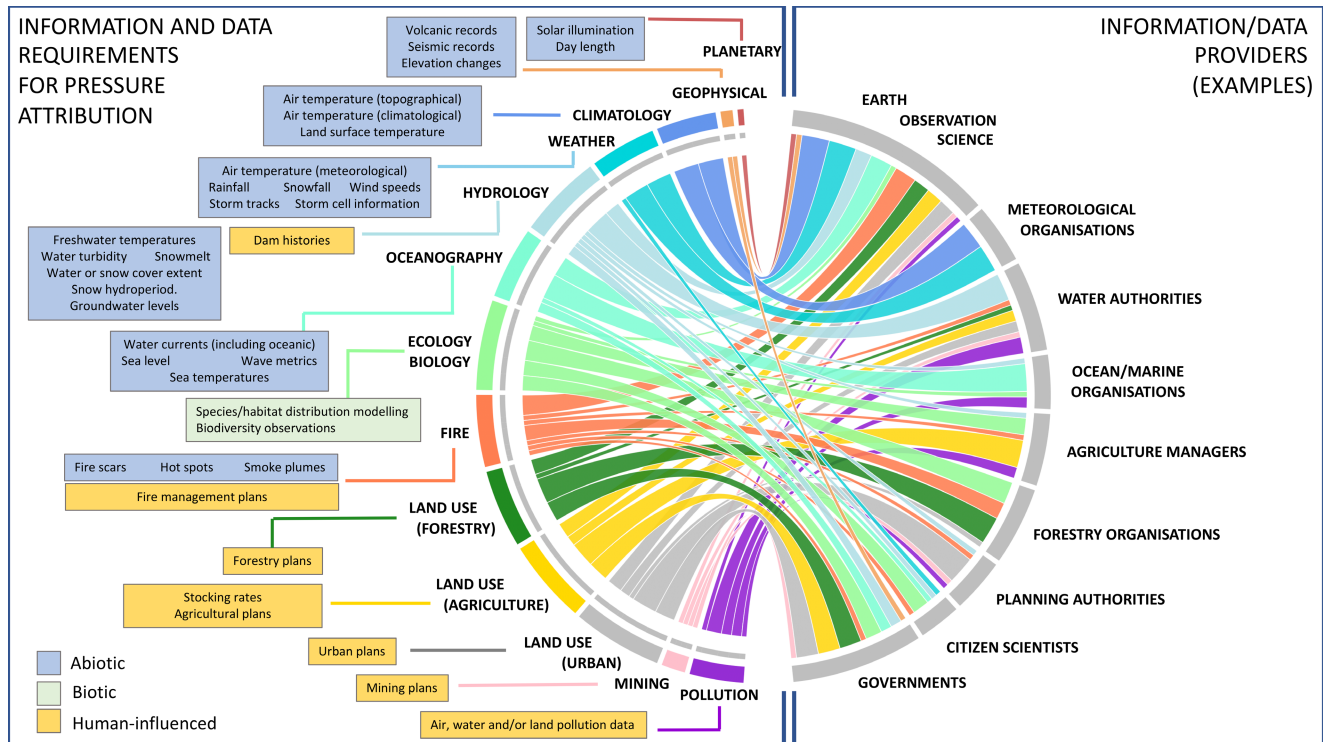 INFORMATION AND DATA
REQUIREMENTS
FOR PRESSURE
ATTRIBUTION
Volcanic records
Seismic records
Elevation changes
Solar illumination
Day length
PLANETARY
GEOPHYSICAL
Air temperature (topographical)
Air temperature (climatological)
Land surface temperature
CLIMATOLOGY
WEATHER
Air temperature (meteorological)
Rainfall Snowfall Wind speeds
Storm tracks Storm cell information
HYDROLOGY
Freshwater temperatures
Water turbidity Snowmelt
Water or snow cover extent
Snow hydroperiod.
Groundwater levels
Dam histories
OCEANOGRAPHY
Water currents (including oceanic)
Sea level Wave metrics
Sea temperatures
ECOLOGY
BIOLOGY
Species/habitat distribution modelling
Biodiversity observations
FIRE
Fire scars Hot spots Smoke plumes
Fire management plans
LAND USE
(FORESTRY)
Forestry plans
LAND USE
(AGRICULTURE)
Stocking rates
Agricultural plans
LAND USE
(URBAN)
Urban plans
MINING
Mining plans
POLLUTION
Air, water and/or land pollution data
Abiotic
Biotic
Human-influenced
INFORMATION/DATA
PROVIDERS
(EXAMPLES)
EARTH
OBSERVATION
SCIENCE
METEOROLOGICAL
ORGANISATIONS
WATER AUTHORITIES
OCEAN/MARINE
ORGANISATIONS
AGRICULTURE MANAGERS
FORESTRY ORGANISATIONS
PLANNING AUTHORITIES
CITIZEN SCIENTISTS
GOVERNMENTS